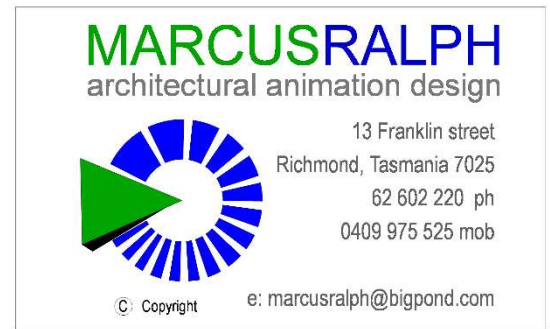 MARCUSRALPH
architectural animation design
13 Franklin street
Richmond, Tasmania 7025
62 602 220 ph
0409 975 525 mob
© Copyright
e: marcusralph@bigpond.com